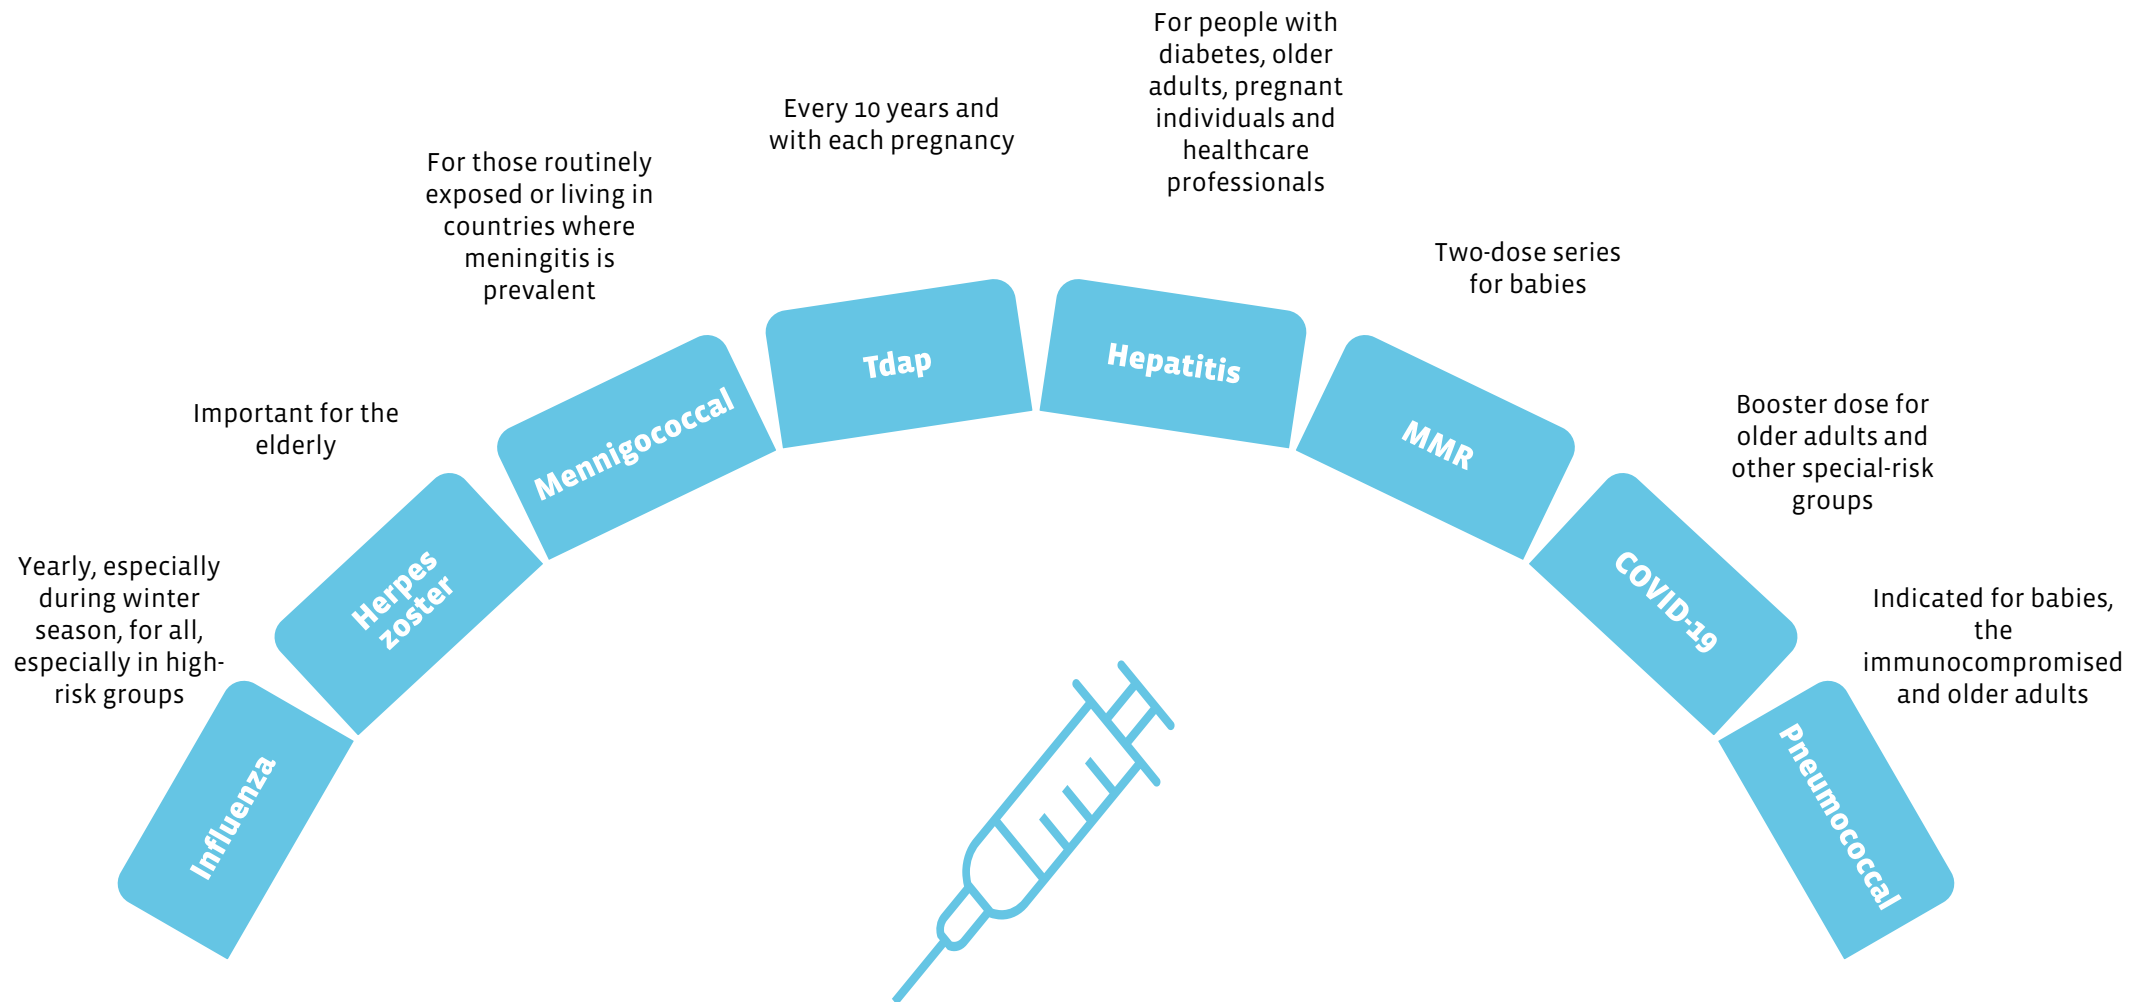 Yearly, especially
during winter
season, for all,
especially in high-
risk groups
Influenza
Important for the
elderly
Herpes
zoster
For those routinely
exposed or living in
countries where
meningitis is
prevalent
Mennigococcal
Every 10 years and
with each pregnancy
Tdap
For people with
diabetes, older
adults, pregnant
individuals and
healthcare
professionals
Hepatitis
Two-dose series
for babies
MMR
Booster dose for
older adults and
other special-risk
groups
COVID-19
Indicated for babies,
the
immunocompromised
and older adults
Pneumococcal